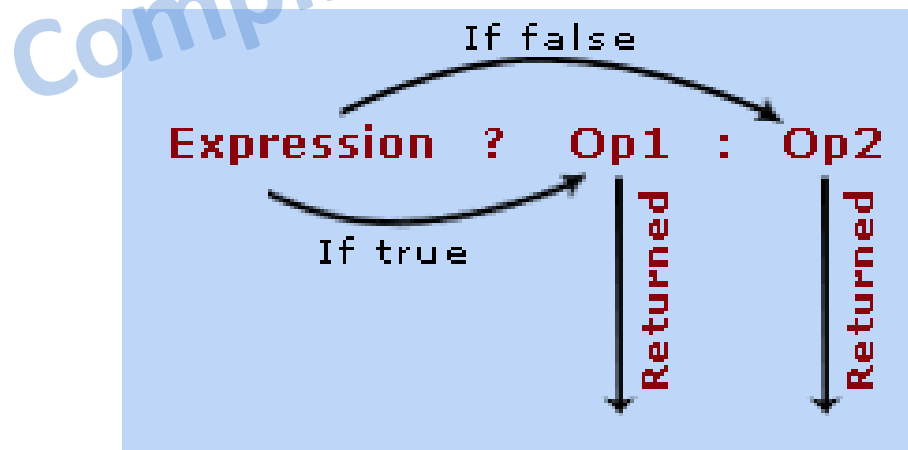 If false
Expression ? Op1 : Op2
If true
Returned
Returned